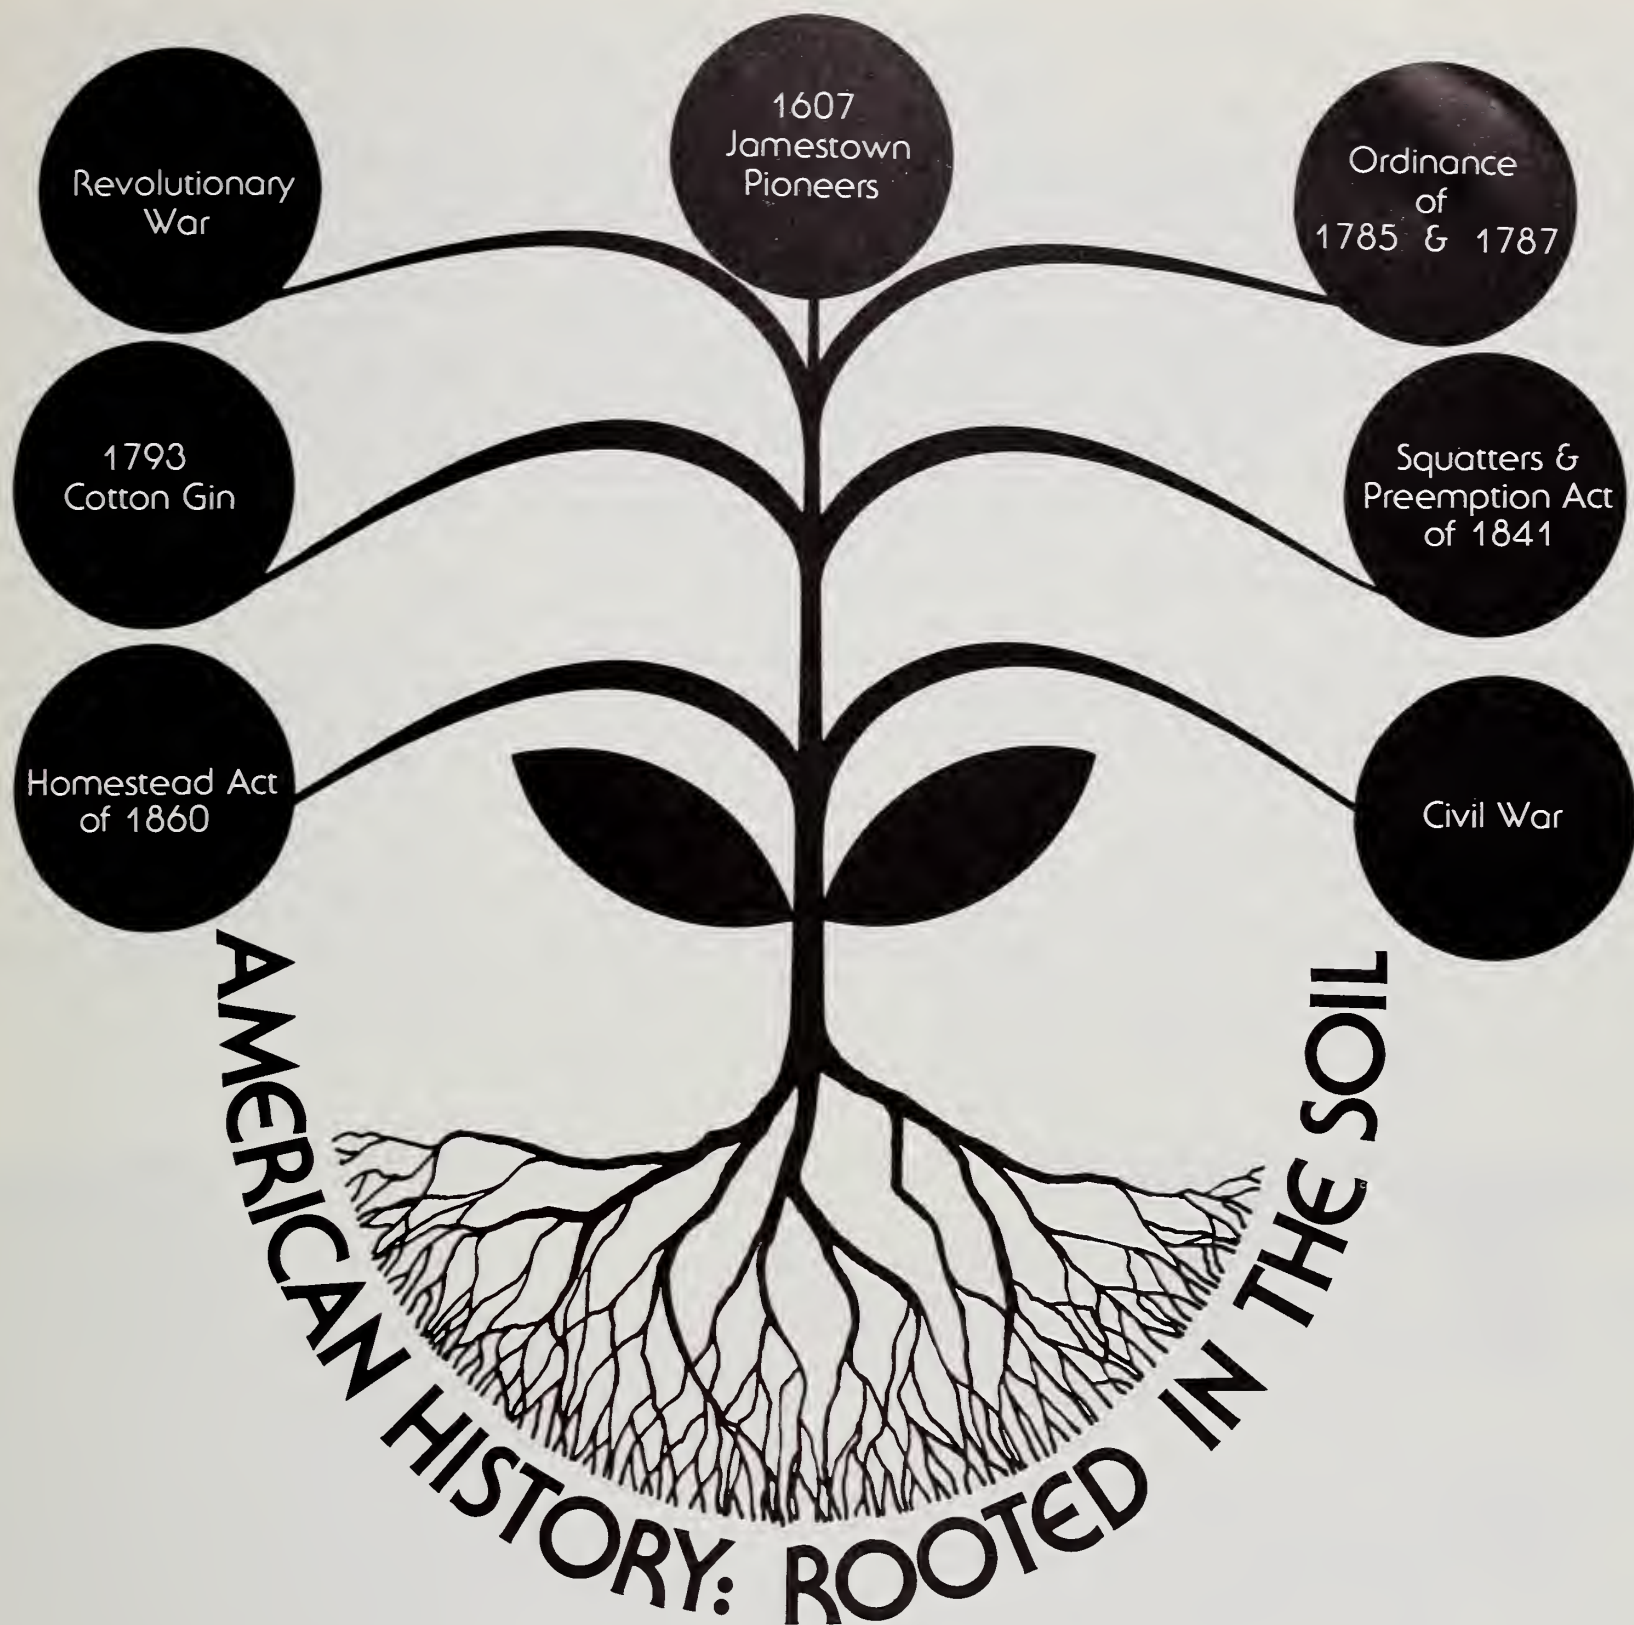 1607
Jamestown
Pioneers
Revolutionary
War
Ordinance
of
1785 & 1787
1793
Cotton Gin
Squatters &
Preemption Act
of 1841
Homestead Act
of 1860
Civil War
AMERICAN HISTORY: ROOTED IN THE SOIL